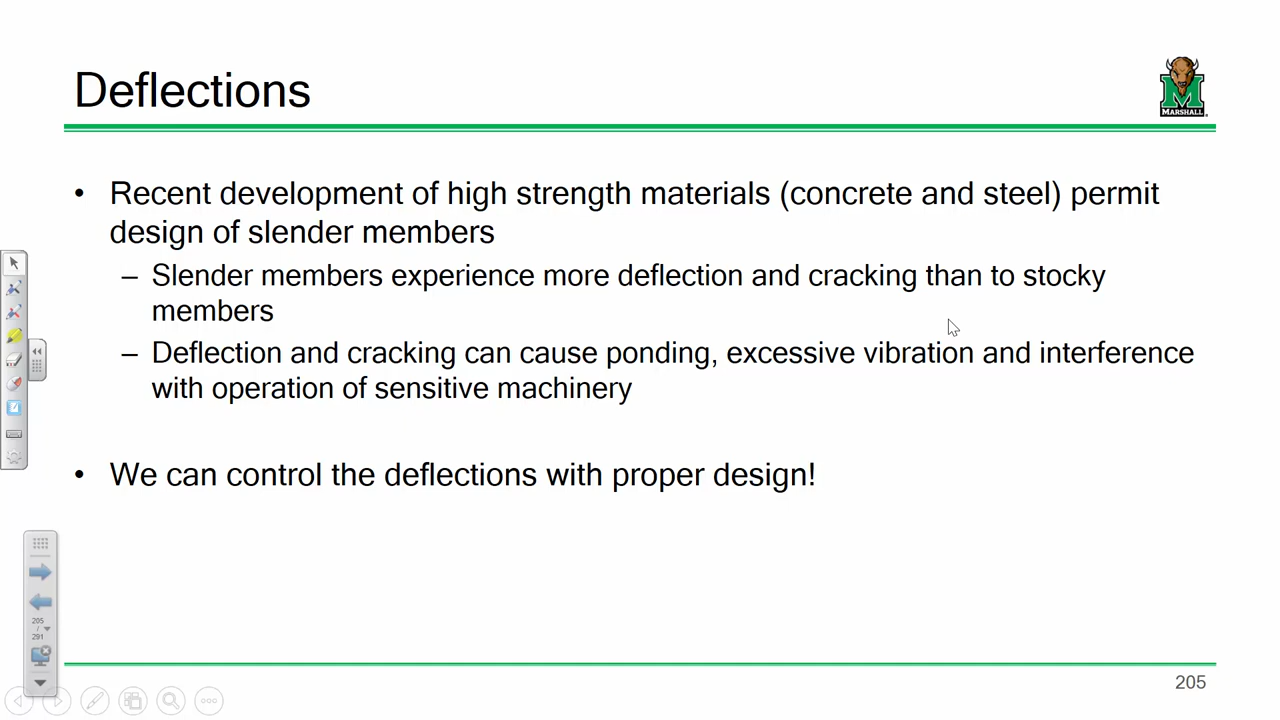 Deflections
MARSHALL
• Recent development of high strength materials (concrete and steel) permit
design of slender members
– Slender members experience more deflection and cracking than to stocky
members
– Deflection and cracking can cause ponding, excessive vibration and interference
with operation of sensitive machinery
• We can control the deflections with proper design!
205
/
291
205